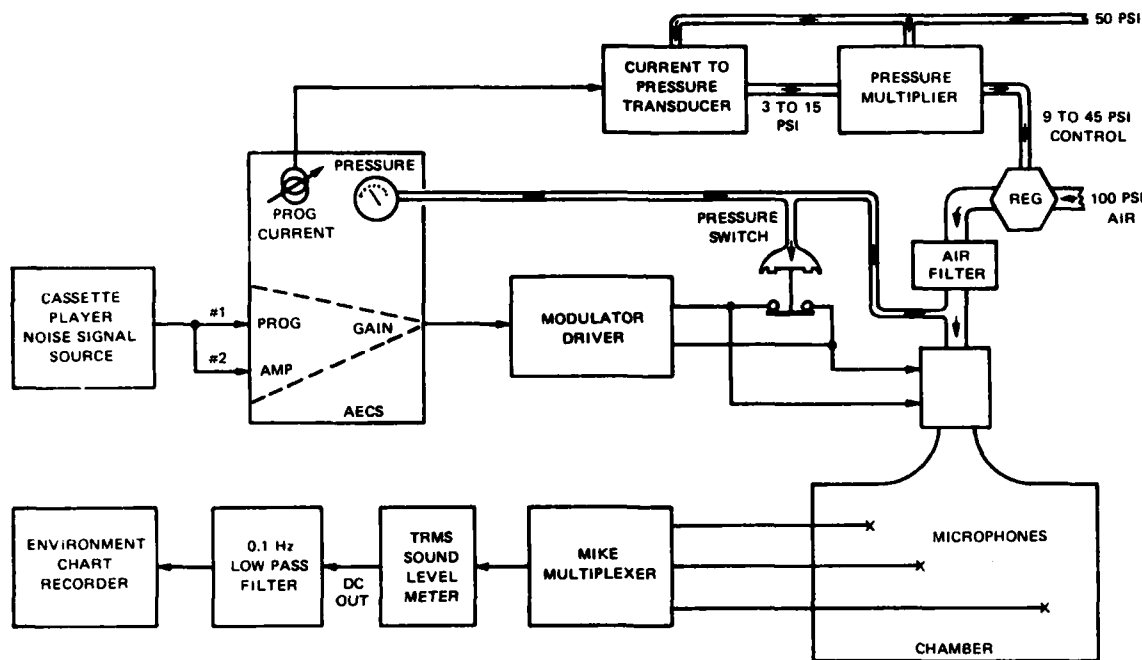 50 PSI
CURRENT TO
PRESSURE
TRANSDUCER
3 TO 15
PSI
PRESSURE
MULTIPLIER
9 TO 45 PSI
CONTROL
REG
100 PSI
AIR
AIR
FILTER
PRESSURE
PROG
CURRENT
PRESSURE
SWITCH
CASSETTE
PLAYER
NOISE SIGNAL
SOURCE
#1
#2
PROG
AMP
GAIN
AECS
MODULATOR
DRIVER
ENVIRONMENT
CHART
RECORDER
0.1 Hz
LOW PASS
FILTER
DC
OUT
TRMS
SOUND
LEVEL
METER
MIKE
MULTIPLEXER
MICROPHONES
CHAMBER